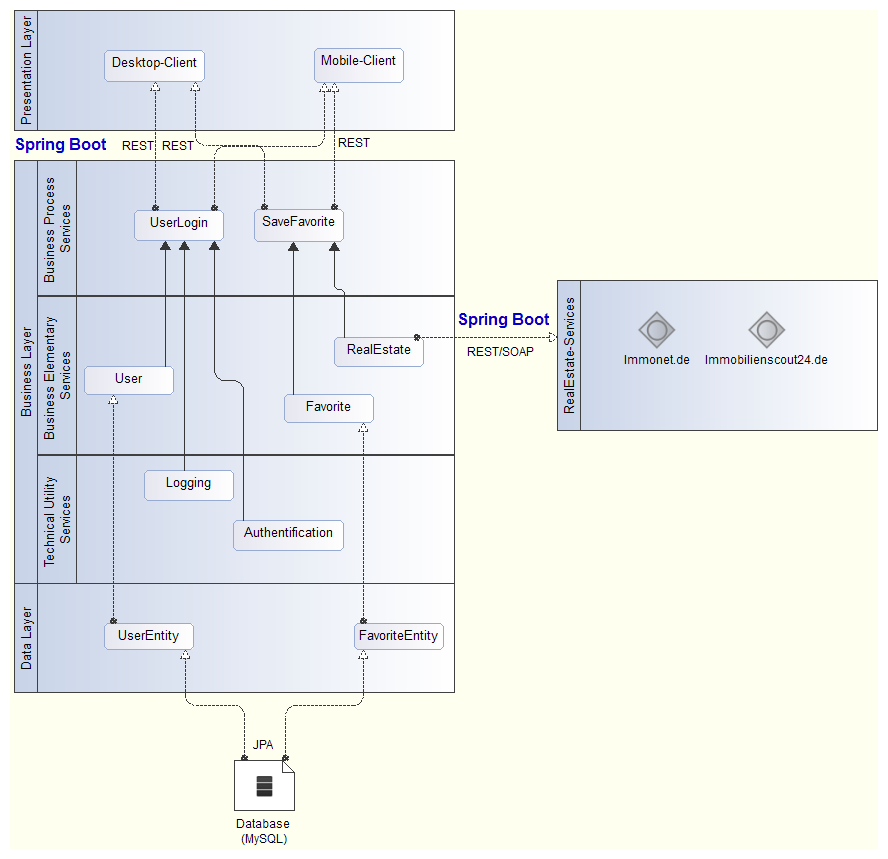 Presentation Layer
Desktop-Client
Mobile-Client
Spring Boot
REST
REST
REST
Business Layer
Business Process
Services
UserLogin
SaveFavorite
Business Elementary
Services
RealEstate
User
Favorite
Spring Boot
REST/SOAP
RealEstate-Services
Immonet.de
Immobilienscout24.de
Technical Utility
Services
Logging
Authentification
Data Layer
UserEntity
FavoriteEntity
JPA
Database
(MySQL)